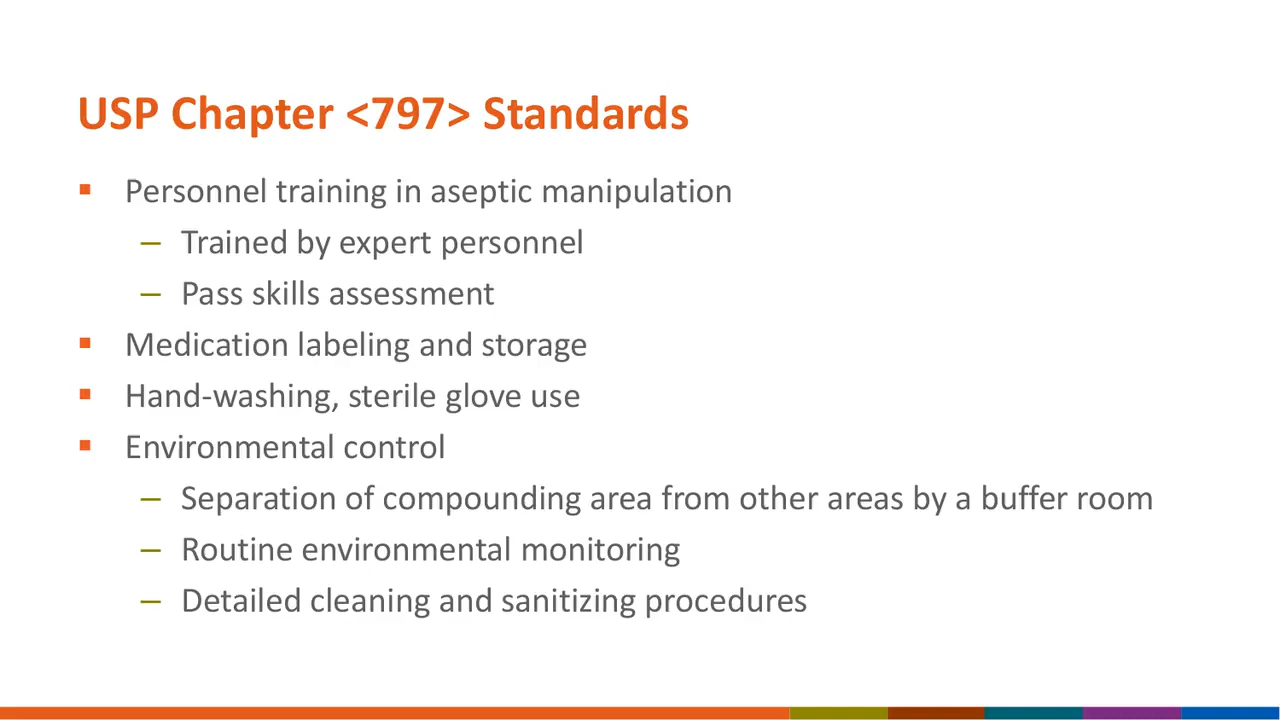 USP Chapter <797> Standards
▪ Personnel training in aseptic manipulation
– Trained by expert personnel
– Pass skills assessment
▪ Medication labeling and storage
▪ Hand-washing, sterile glove use
▪ Environmental control
– Separation of compounding area from other areas by a buffer room
– Routine environmental monitoring
– Detailed cleaning and sanitizing procedures